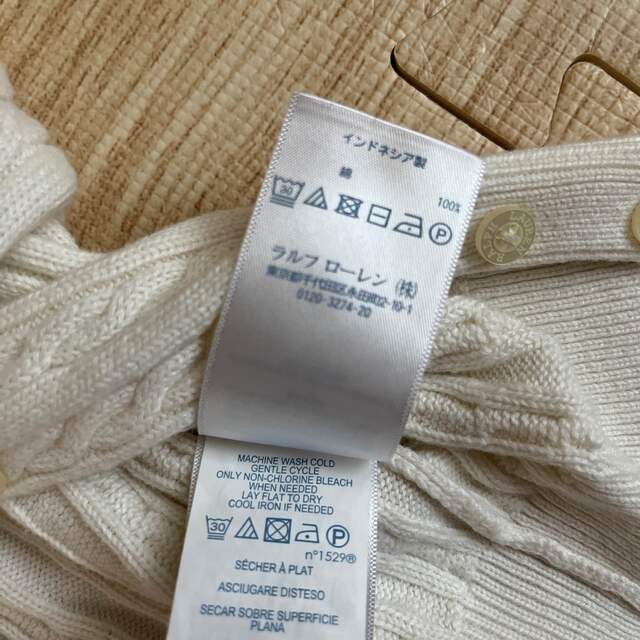 インドネシア製
綿 100%
30 P
ラルフ ローレン (株)
東京都千代田区永田町2-10-1
0120-3274-20
MACHINE WASH COLD
GENTLE CYCLE
ONLY NON-CHLORINE BLEACH
WHEN NEEDED
LAY FLAT TO DRY
COOL IRON IF NEEDED
30 P
n°1529®
SÉCHER À PLAT
ASCIUGARE DISTESO
SECAR SOBRE SUPERFICIE
PLANA